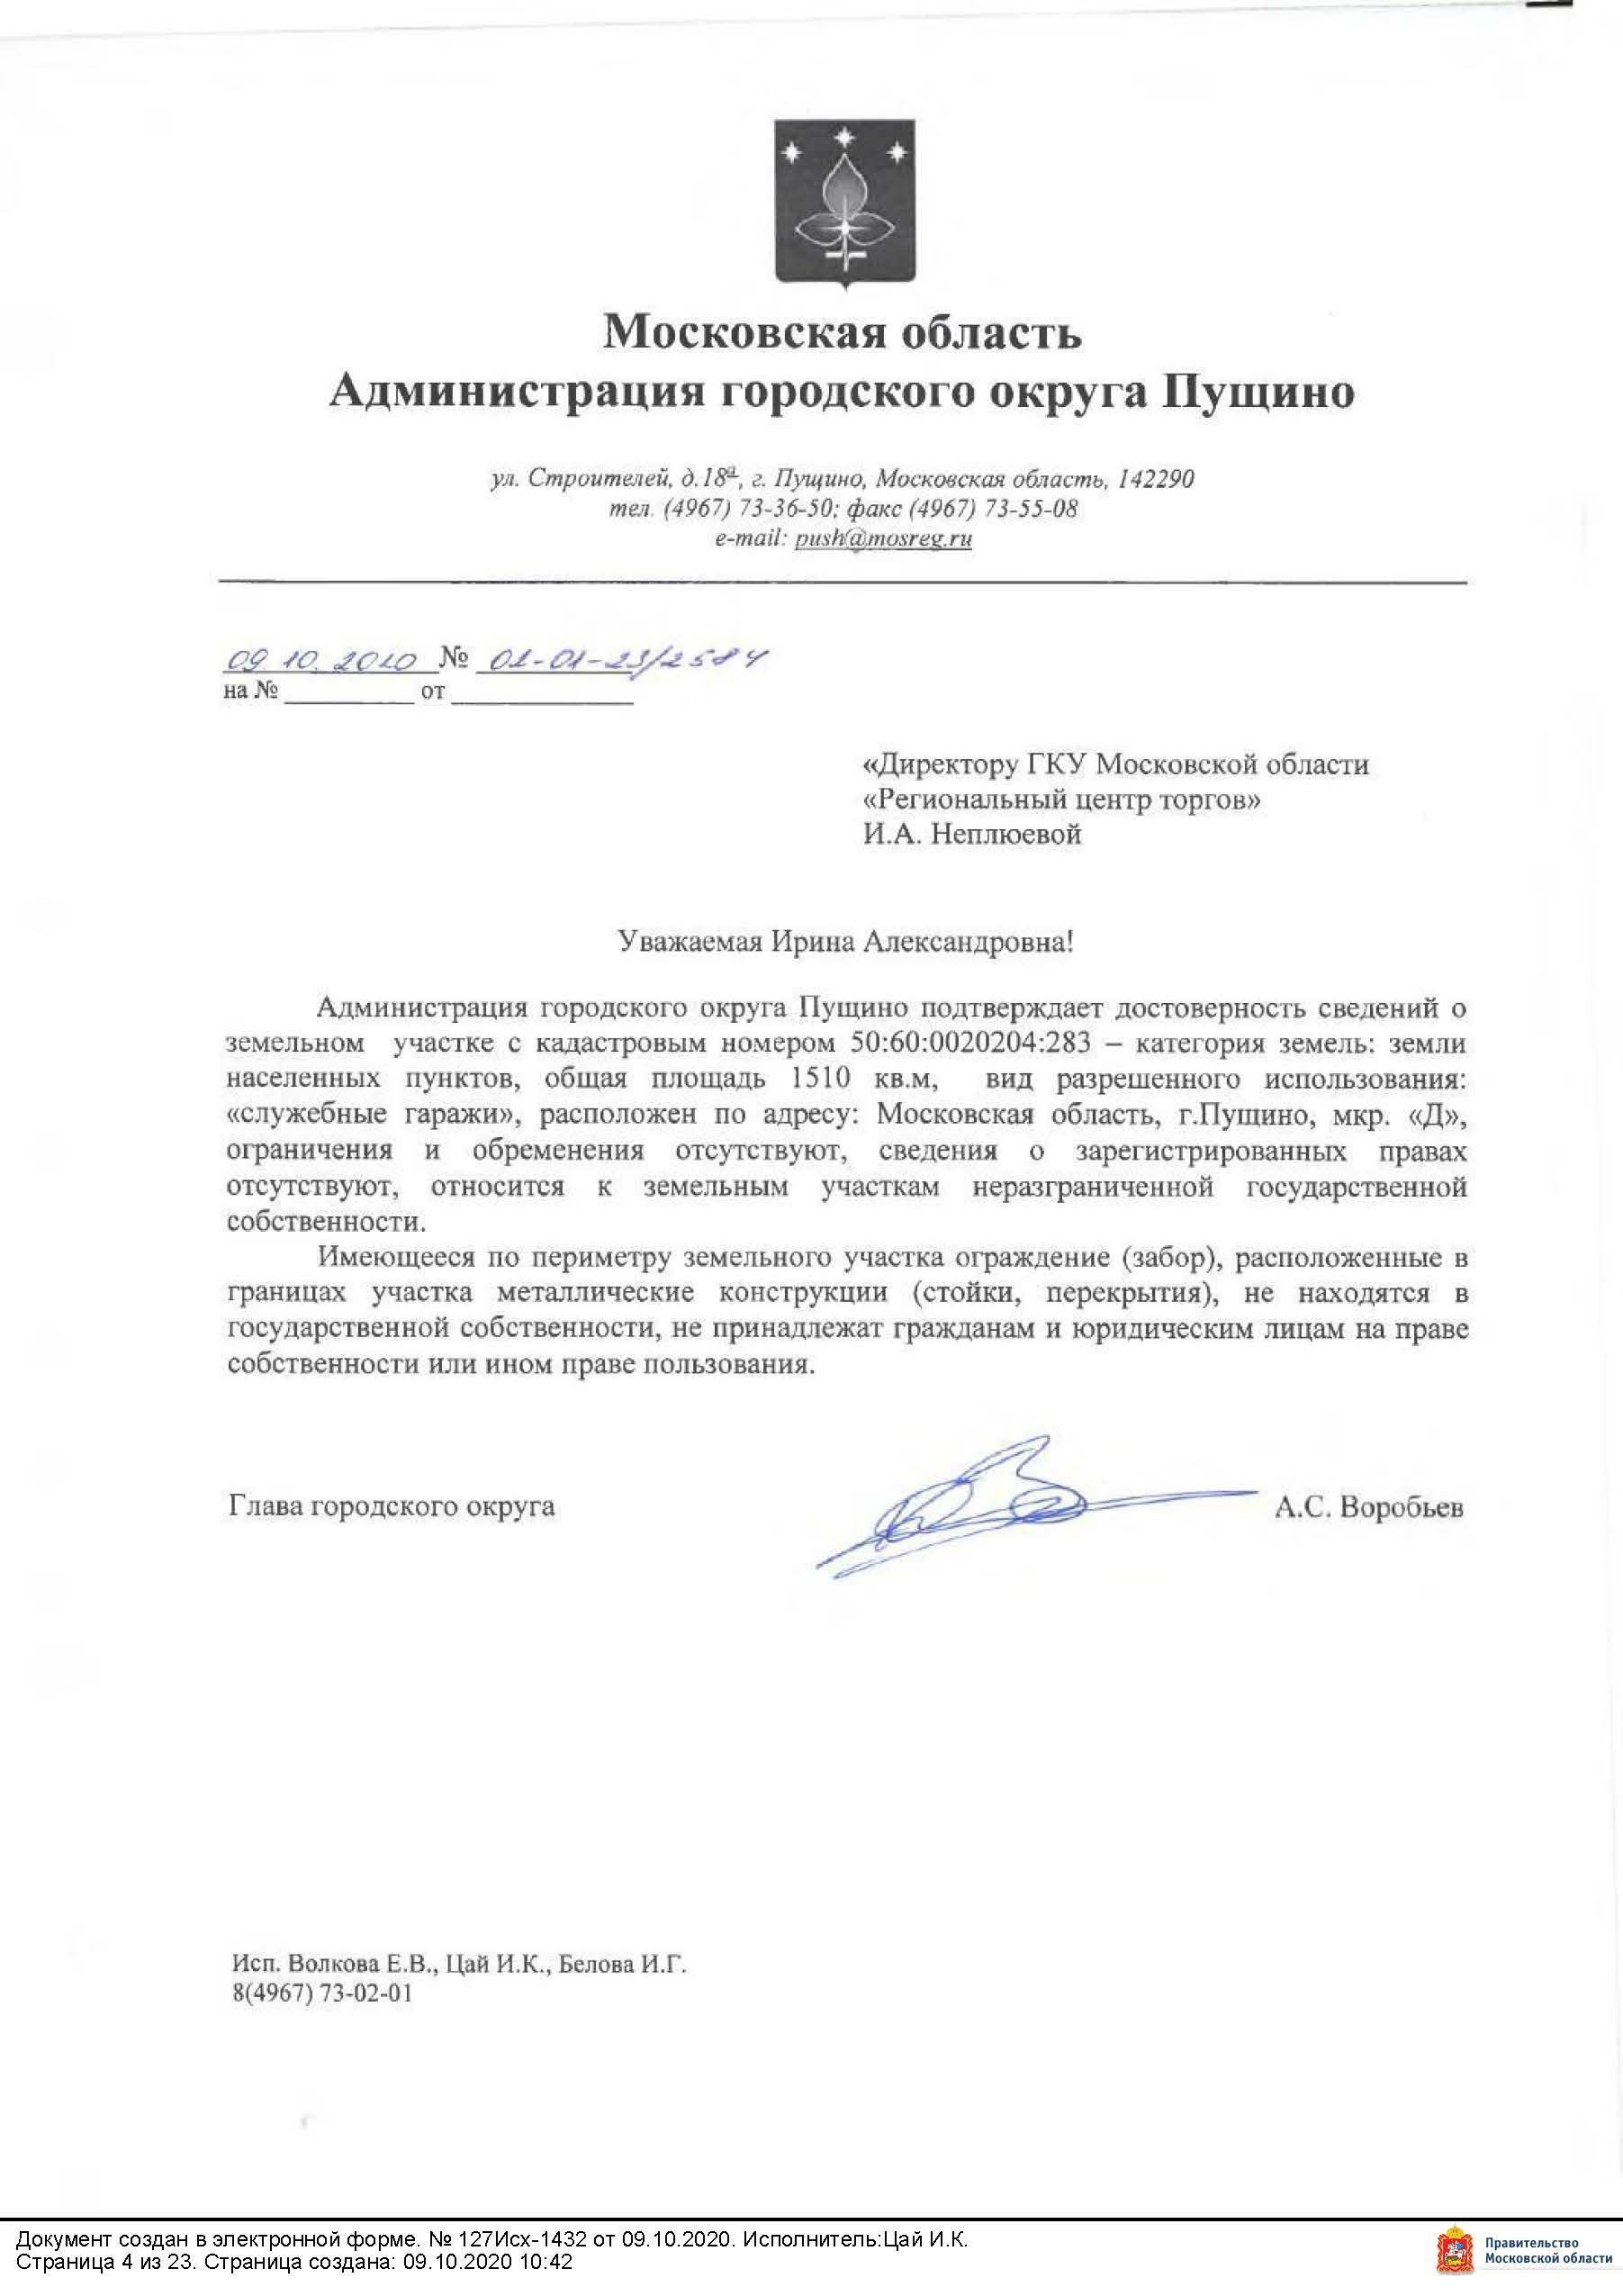 Московская область
Администрация городского округа Пущино
ул. Строителей, д.18а, г. Пущино, Московская область, 142290
тел. (4967) 73-36-50; факс (4967) 73-55-08
e-mail: push@mosreg.ru
09.10.2020 № 01-01-23/2584
на № __________ от ______________
«Директору ГКУ Московской области
«Региональный центр торгов»
И.А. Неплюевой
Уважаемая Ирина Александровна!
Администрация городского округа Пущино подтверждает достоверность сведений о
земельном участке с кадастровым номером 50:60:0020204:283 – категория земель: земли
населенных пунктов, общая площадь 1510 кв.м, вид разрешенного использования:
«служебные гаражи», расположен по адресу: Московская область, г.Пущино, мкр. «Д»,
ограничения и обременения отсутствуют, сведения о зарегистрированных правах
отсутствуют, относится к земельным участкам неразграниченной государственной
собственности.
Имеющееся по периметру земельного участка ограждение (забор), расположенные в
границах участка металлические конструкции (стойки, перекрытия), не находятся в
государственной собственности, не принадлежат гражданам и юридическим лицам на праве
собственности или ином праве пользования.
Глава городского округа А.С. Воробьев
Исп. Волкова Е.В., Цай И.К., Белова И.Г.
8(4967) 73-02-01
Документ создан в электронной форме. № 127Исх-1432 от 09.10.2020. Исполнитель:Цай И.К.
Страница 4 из 23. Страница создана: 09.10.2020 10:42
Правительство
Московской области